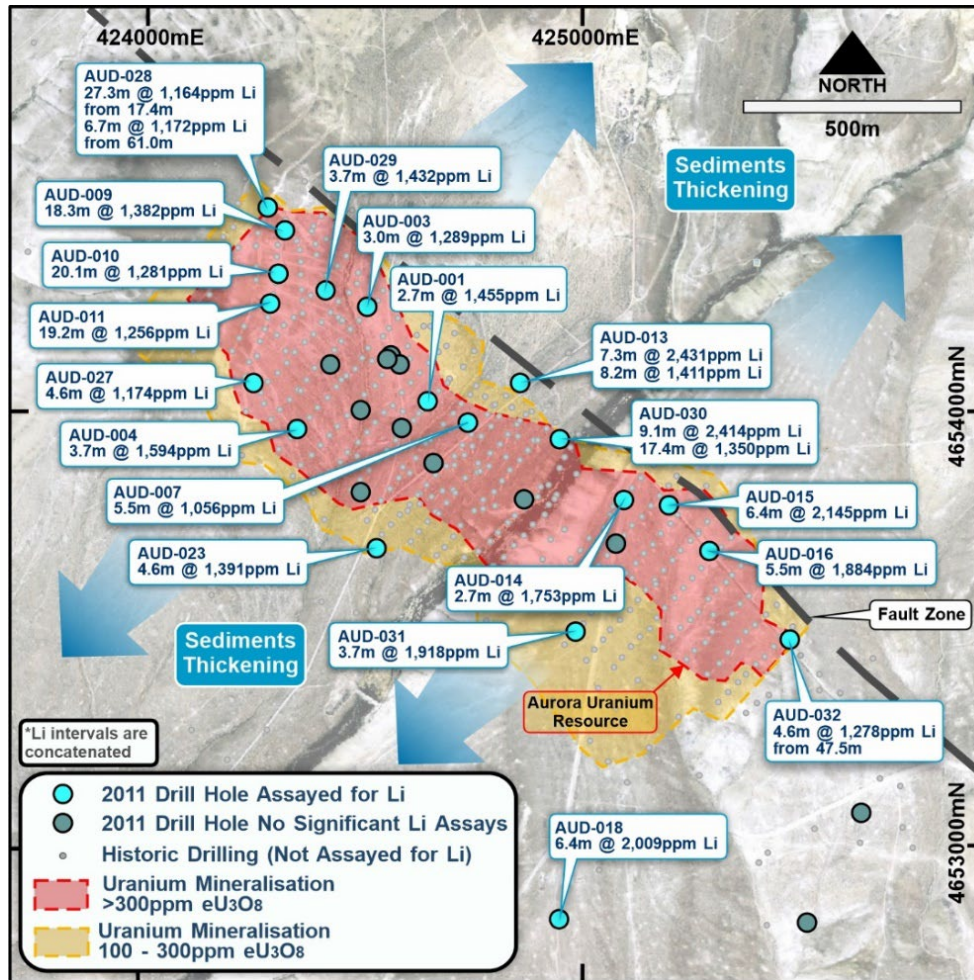 424000mE
425000mE
NORTH
500m
AUD-028
27.3m @ 1,164ppm Li
from 17.4m
6.7m @ 1,172ppm Li
from 61.0m
AUD-029
3.7m @ 1,432ppm Li
Sediments
Thickening
AUD-009
18.3m @ 1,382ppm Li
AUD-003
3.0m @ 1,289ppm Li
AUD-010
20.1m @ 1,281ppm Li
AUD-001
2.7m @ 1,455ppm Li
AUD-011
19.2m @ 1,256ppm Li
AUD-013
7.3m @ 2,431ppm Li
8.2m @ 1,411ppm Li
AUD-027
4.6m @ 1,174ppm Li
4654000mN
AUD-030
9.1m @ 2,414ppm Li
17.4m @ 1,350ppm Li
AUD-004
3.7m @ 1,594ppm Li
AUD-007
5.5m @ 1,056ppm Li
AUD-015
6.4m @ 2,145ppm Li
AUD-023
4.6m @ 1,391ppm Li
AUD-016
5.5m @ 1,884ppm Li
AUD-014
2.7m @ 1,753ppm Li
Fault Zone
Sediments
Thickening
AUD-031
3.7m @ 1,918ppm Li
Aurora Uranium
Resource
AUD-032
4.6m @ 1,278ppm Li
from 47.5m
*Li intervals are
concatenated
2011 Drill Hole Assayed for Li
2011 Drill Hole No Significant Li Assays
Historic Drilling (Not Assayed for Li)
Uranium Mineralisation
>300ppm eU3O8
Uranium Mineralisation
100 - 300ppm eU3O8
AUD-018
6.4m @ 2,009ppm Li
4653000mN